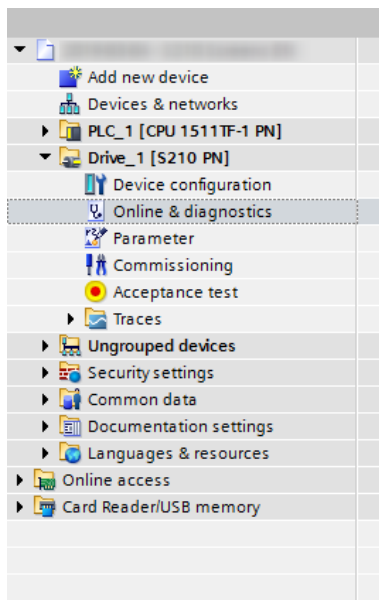 Add new device
Devices & networks
PLC_1 [CPU 1511TF-1 PN]
Drive_1 [S210 PN]
Device configuration
Online & diagnostics
Parameter
Commissioning
Acceptance test
Traces
Ungrouped devices
Security settings
Common data
Documentation settings
Languages & resources
Online access
Card Reader/USB memory